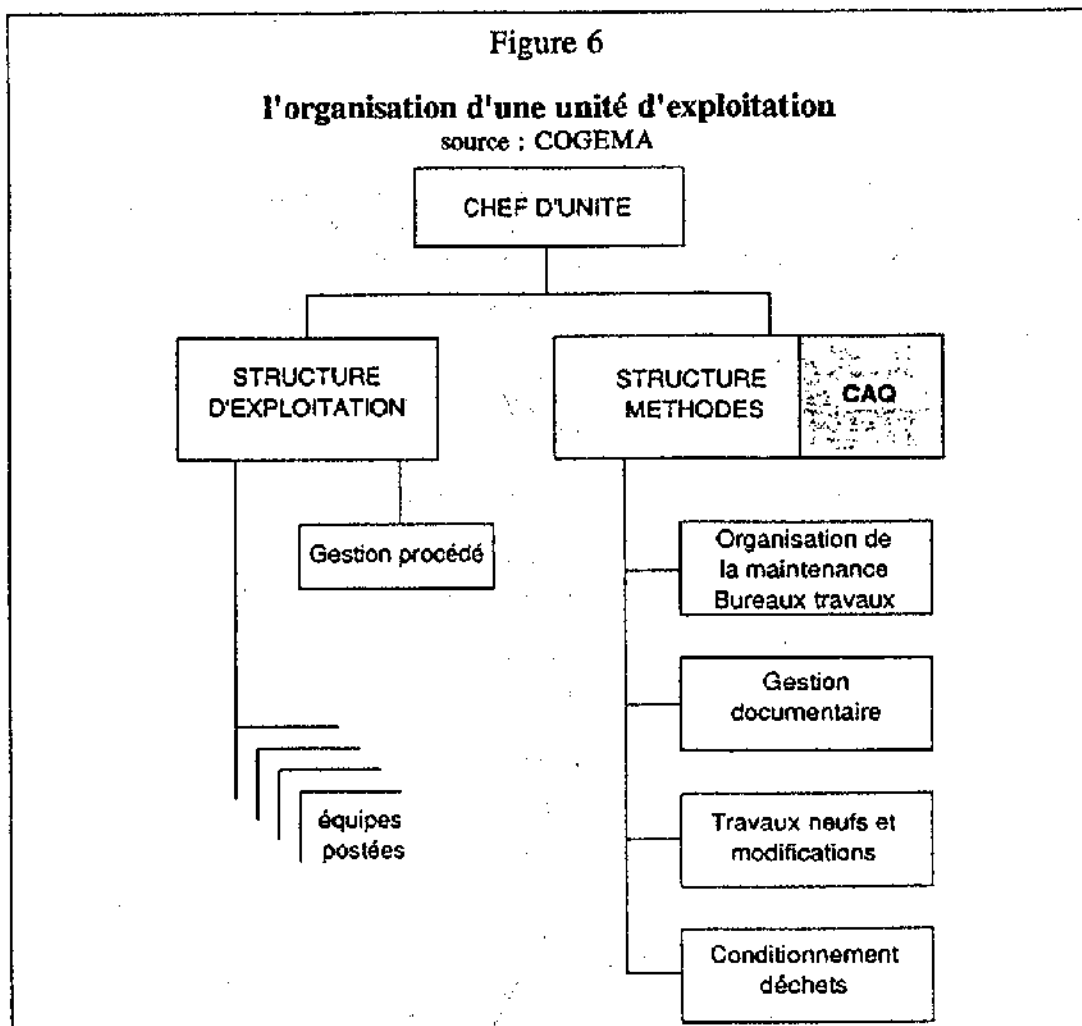 Figure 6
l'organisation d'une unité d'exploitation
source : COGEMA
CHEF D'UNITE
STRUCTURE
D'EXPLOITATION
STRUCTURE
METHODES
CAQ
Gestion procédé
Organisation de
la maintenance
Bureaux travaux
Gestion
documentaire
équipes
postées
Travaux neufs et
modifications
Conditionnement
déchets